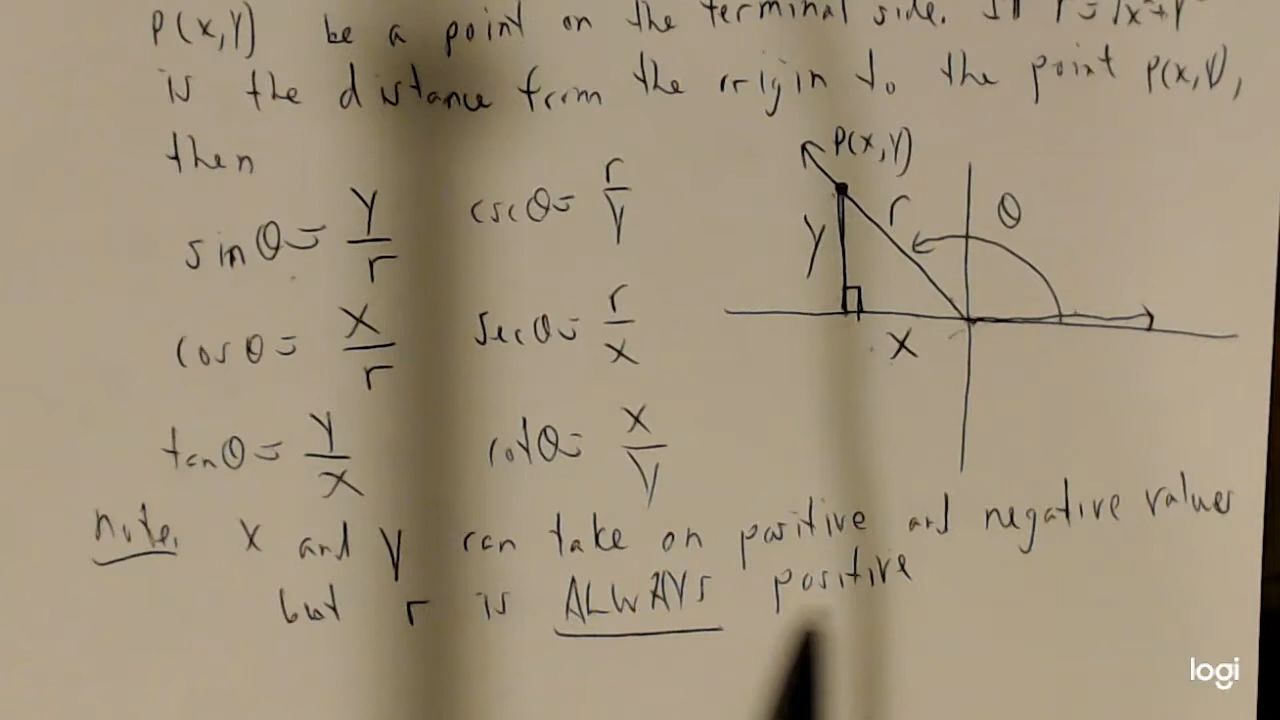 P(x,y) be a point on the terminal side. If r = √x²+y²
is the distance from the origin to the point P(x,y),
then
sin θ = y/r csc θ = r/y
cos θ = x/r sec θ = r/x
tan θ = y/x cot θ = x/y
P(x,y)
r
θ
y
x
note. x and y can take on positive and negative values
but r is ALWAYS positive
logi